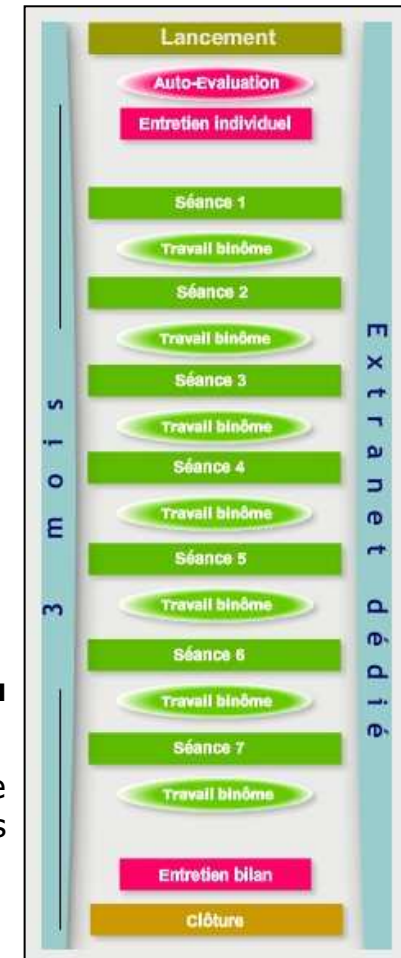 Lancement
Auto-Evaluation
Entretien individuel
Séance 1
Travail binôme
Séance 2
Travail binôme
Séance 3
Travail binôme
Séance 4
Travail binôme
Séance 5
Travail binôme
Séance 6
Travail binôme
Séance 7
Travail binôme
Entretien bilan
Clôture
3 mois
Extranet dédié